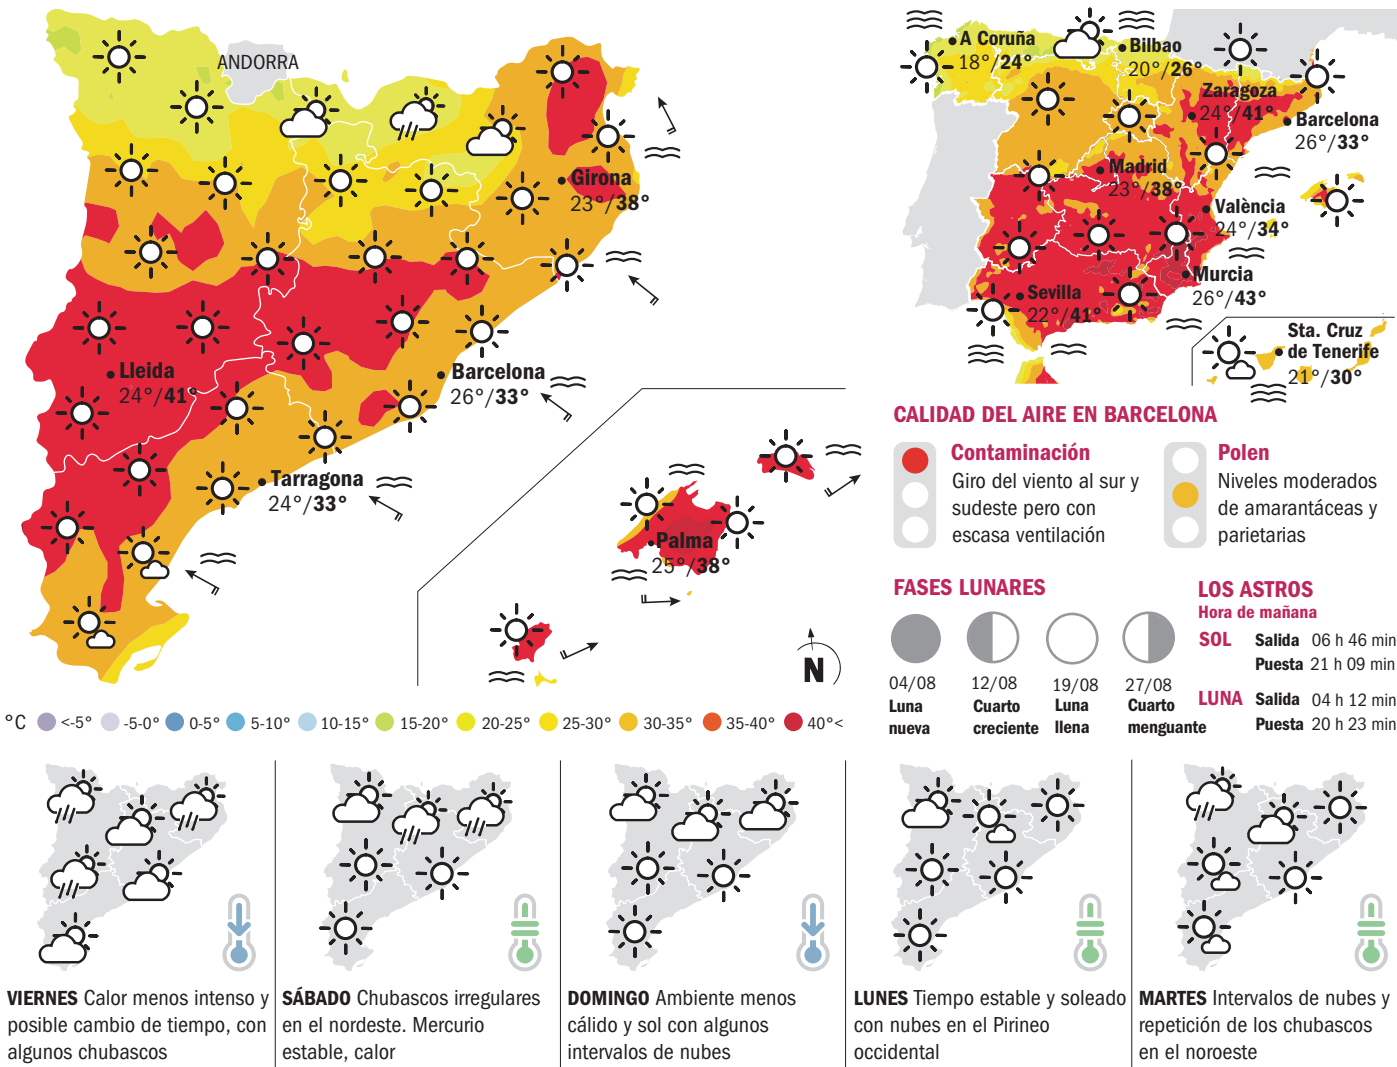 ANDORRA
Girona
23°/38°
Lleida
24°/41°
Barcelona
26°/33°
Tarragona
24°/33°
Palma
25°/38°
N
A Coruña
18°/24°
Bilbao
20°/26°
Zaragoza
24°/41°
Barcelona
26°/33°
Madrid
23°/38°
València
24°/34°
Murcia
26°/43°
Sevilla
22°/41°
Sta. Cruz
de Tenerife
21°/30°
CALIDAD DEL AIRE EN BARCELONA
Contaminación
Giro del viento al sur y
sudeste pero con
escasa ventilación
Polen
Niveles moderados
de amarantáceas y
parietarias
FASES LUNARES
04/08
Luna
nueva
12/08
Cuarto
creciente
19/08
Luna
llena
27/08
Cuarto
menguante
LOS ASTROS
Hora de mañana
SOL Salida 06 h 46 min
Puesta 21 h 09 min
LUNA Salida 04 h 12 min
Puesta 20 h 23 min
°C <-5° -5-0° 0-5° 5-10° 10-15° 15-20° 20-25° 25-30° 30-35° 35-40° 40°<
VIERNES Calor menos intenso y
posible cambio de tiempo, con
algunos chubascos
SÁBADO Chubascos irregulares
en el nordeste. Mercurio
estable, calor
DOMINGO Ambiente menos
cálido y sol con algunos
intervalos de nubes
LUNES Tiempo estable y soleado
con nubes en el Pirineo
occidental
MARTES Intervalos de nubes y
repetición de los chubascos
en el noroeste